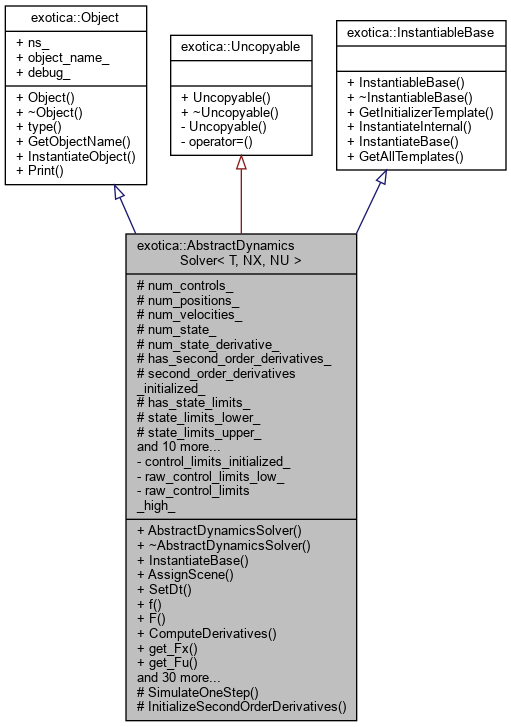 exotica::Object
+ ns_
+ object_name_
+ debug_
+ Object()
+ ~Object()
+ type()
+ GetObjectName()
+ InstantiateObject()
+ Print()
exotica::Uncopyable
+ Uncopyable()
+ ~Uncopyable()
- Uncopyable()
- operator=()
exotica::InstantiableBase
+ InstantiableBase()
+ ~InstantiableBase()
+ GetInitializerTemplate()
+ InstantiateInternal()
+ InstantiateBase()
+ GetAllTemplates()
exotica::AbstractDynamics
Solver< T, NX, NU >
# num_controls_
# num_positions_
# num_velocities_
# num_state_
# num_state_derivative_
# has_second_order_derivatives_
# second_order_derivatives
_initialized_
# has_state_limits_
# state_limits_lower_
# state_limits_upper_
and 10 more...
- control_limits_initialized_
- raw_control_limits_low_
- raw_control_limits
_high_
+ AbstractDynamicsSolver()
+ ~AbstractDynamicsSolver()
+ InstantiateBase()
+ AssignScene()
+ SetDt()
+ f()
+ F()
+ ComputeDerivatives()
+ get_Fx()
+ get_Fu()
and 30 more...
# SimulateOneStep()
# InitializeSecondOrderDerivatives()